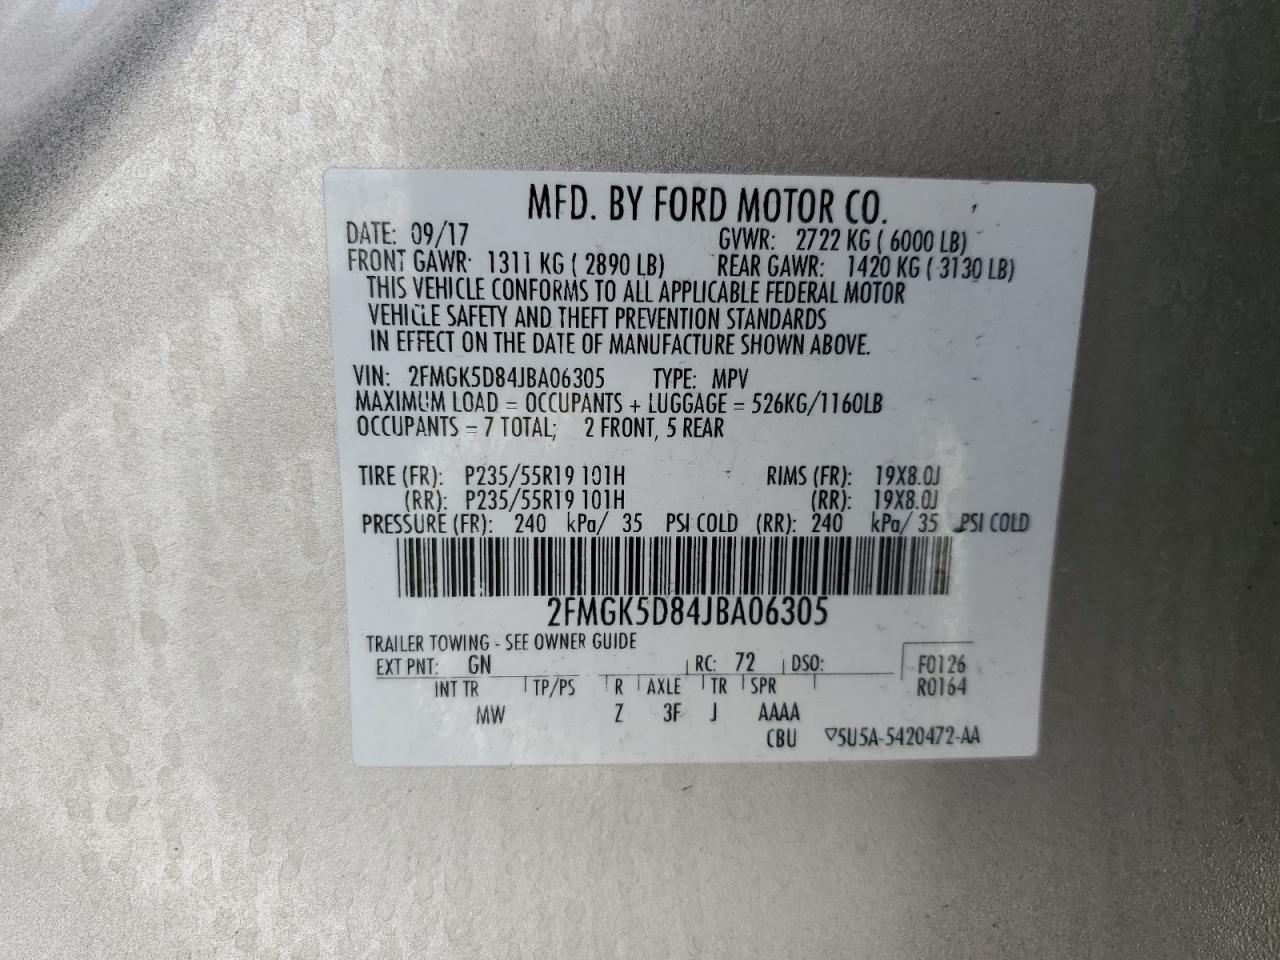 MFD. BY FORD MOTOR CO.
DATE: 09/17 GVWR: 2722 KG ( 6000 LB)
FRONT GAWR: 1311 KG ( 2890 LB) REAR GAWR: 1420 KG ( 3130 LB)
THIS VEHICLE CONFORMS TO ALL APPLICABLE FEDERAL MOTOR
VEHICLE SAFETY AND THEFT PREVENTION STANDARDS
IN EFFECT ON THE DATE OF MANUFACTURE SHOWN ABOVE.
VIN: 2FMGK5D84JBA06305 TYPE: MPV
MAXIMUM LOAD = OCCUPANTS + LUGGAGE = 526KG/1160LB
OCCUPANTS = 7 TOTAL; 2 FRONT, 5 REAR
TIRE (FR): P235/55R19 101H RIMS (FR): 19X8.0J
(RR): P235/55R19 101H (RR): 19X8.0J
PRESSURE (FR): 240 kPa/ 35 PSI COLD (RR): 240 kPa/ 35 PSI COLD
2FMGK5D84JBA06305
TRAILER TOWING - SEE OWNER GUIDE
EXT PNT: GN RC: 72 DSO: F0126
INT TR TP/PS R AXLE TR SPR R0164
MW Z 3F J AAAA
CBU ▽5U5A-5420472-AA